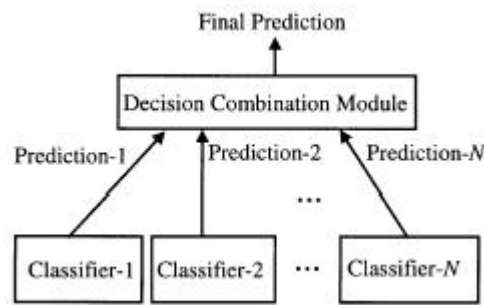 Final Prediction
Decision Combination Module
Prediction-1 Prediction-2 Prediction-N
...
Classifier-1 Classifier-2 ... Classifier-N